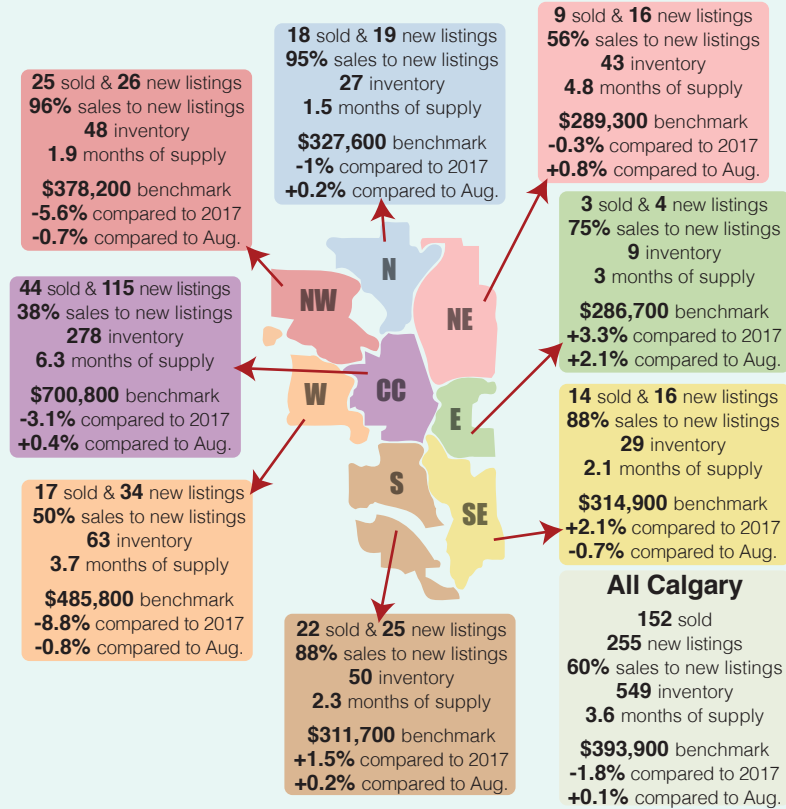 25 sold & 26 new listings
96% sales to new listings
48 inventory
1.9 months of supply
$378,200 benchmark
-5.6% compared to 2017
-0.7% compared to Aug.
18 sold & 19 new listings
95% sales to new listings
27 inventory
1.5 months of supply
$327,600 benchmark
-1% compared to 2017
+0.2% compared to Aug.
9 sold & 16 new listings
56% sales to new listings
43 inventory
4.8 months of supply
$289,300 benchmark
-0.3% compared to 2017
+0.8% compared to Aug.
3 sold & 4 new listings
75% sales to new listings
9 inventory
3 months of supply
$286,700 benchmark
+3.3% compared to 2017
+2.1% compared to Aug.
44 sold & 115 new listings
38% sales to new listings
278 inventory
6.3 months of supply
$700,800 benchmark
-3.1% compared to 2017
+0.4% compared to Aug.
N
NW
NE
W
CC
E
S
SE
14 sold & 16 new listings
88% sales to new listings
29 inventory
2.1 months of supply
$314,900 benchmark
+2.1% compared to 2017
-0.7% compared to Aug.
17 sold & 34 new listings
50% sales to new listings
63 inventory
3.7 months of supply
$485,800 benchmark
-8.8% compared to 2017
-0.8% compared to Aug.
22 sold & 25 new listings
88% sales to new listings
50 inventory
2.3 months of supply
$311,700 benchmark
+1.5% compared to 2017
+0.2% compared to Aug.
All Calgary
152 sold
255 new listings
60% sales to new listings
549 inventory
3.6 months of supply
$393,900 benchmark
-1.8% compared to 2017
+0.1% compared to Aug.